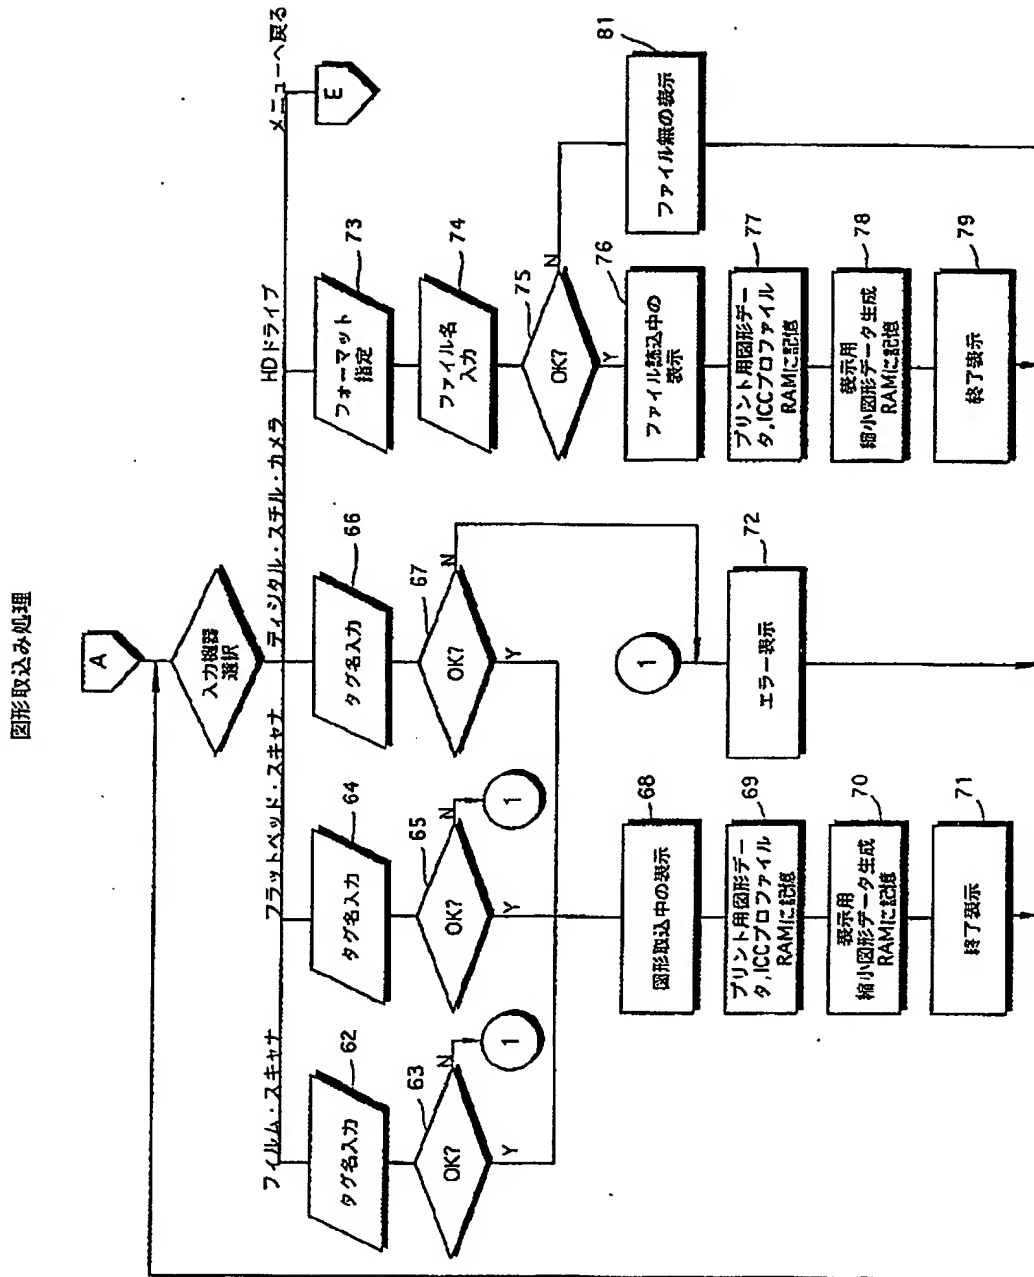 図形取込み処理
A
入力機器
選択
フィルム・スキャナ
フラットベッド・スキャナ
ディジタル・スチル・カメラ
HDドライブ
メニューへ戻る
E
タグ名入力
62
OK?
63
N
Y
1
タグ名入力
64
OK?
65
N
Y
1
タグ名入力
66
OK?
67
N
Y
図形取込中の表示
68
プリント用図形デー
タ,ICCプロファイル
RAMに記憶
69
表示用
縮小図形データ生成
RAMに記憶
70
終了表示
71
1
エラー表示
72
フォーマット
指定
73
ファイル名
入力
74
OK?
75
N
Y
ファイル読込中の
表示
76
プリント用図形デー
タ,ICCプロファイル
RAMに記憶
77
表示用
縮小図形データ生成
RAMに記憶
78
終了表示
79
ファイル無の表示
81